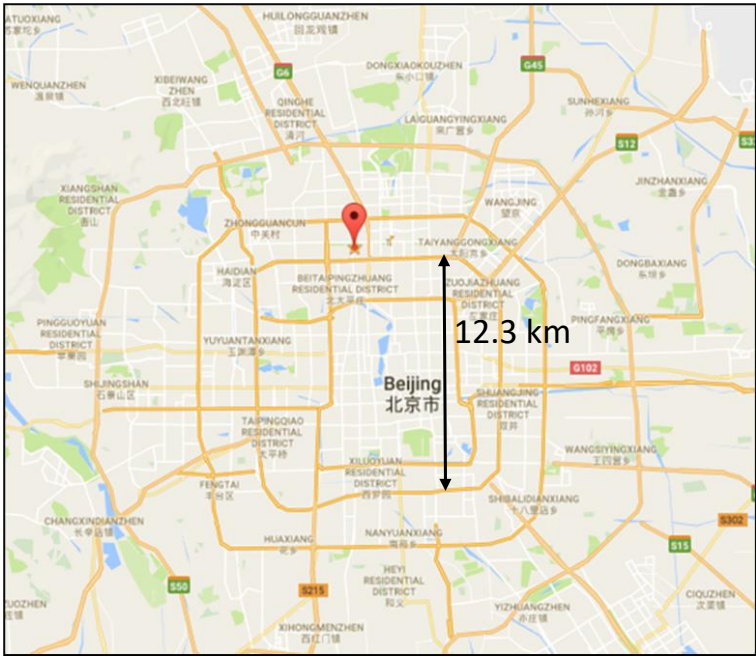 HUILONGGUANZHEN
回龙观镇
DONGXIAOKOUZHEN
东小口镇
G6
G45
WENQUANZHEN
温泉镇
XIBEIWANG
ZHEN
西北旺镇
QINGHE
RESIDENTIAL
DISTRICT
清河
SUNHEXIANG
孙河乡
LAIGUANGYINGXIANG
来广营乡
S12
XIANGSHAN
RESIDENTIAL
DISTRICT
香山
JINZHANXIANG
金盏乡
WANGJING
望京
ZHONGGUANCUN
中关村
TAIYANGGONGXIANG
太阳宫乡
HAIDIAN
海淀区
BEITAIPINGZHUANG
RESIDENTIAL DISTRICT
北太平庄
ZUOJIAZHUANG
RESIDENTIAL
DISTRICT
左家庄
DONGBAXIANG
东坝乡
PINGGUOYUAN
RESIDENTIAL
DISTRICT
苹果园
12.3 km
PINGFANGXIANG
平房乡
YUYUANTANXIANG
玉渊潭乡
G102
SHIJINGSHAN
石景山区
Beijing
北京市
SHUANGJING
RESIDENTIAL
DISTRICT
双井
TAIPINGQIAO
RESIDENTIAL
DISTRICT
太平桥
WANGSIYINGXIANG
王四营乡
XILUOYUAN
RESIDENTIAL
DISTRICT
西罗园
FENGTAI
丰台区
SHIBALIDIANXIANG
十八里店乡
CHANGXINDIANZHEN
长辛店镇
S302
HUAXIANG
花乡
NANYUANXIANG
南苑乡
S15
HEYI
RESIDENTIAL
DISTRICT
和义
S50
S215
CIQUZHEN
次渠镇
YIZHUANGZHEN
亦庄镇
XIHONGMENZHEN
西红门镇